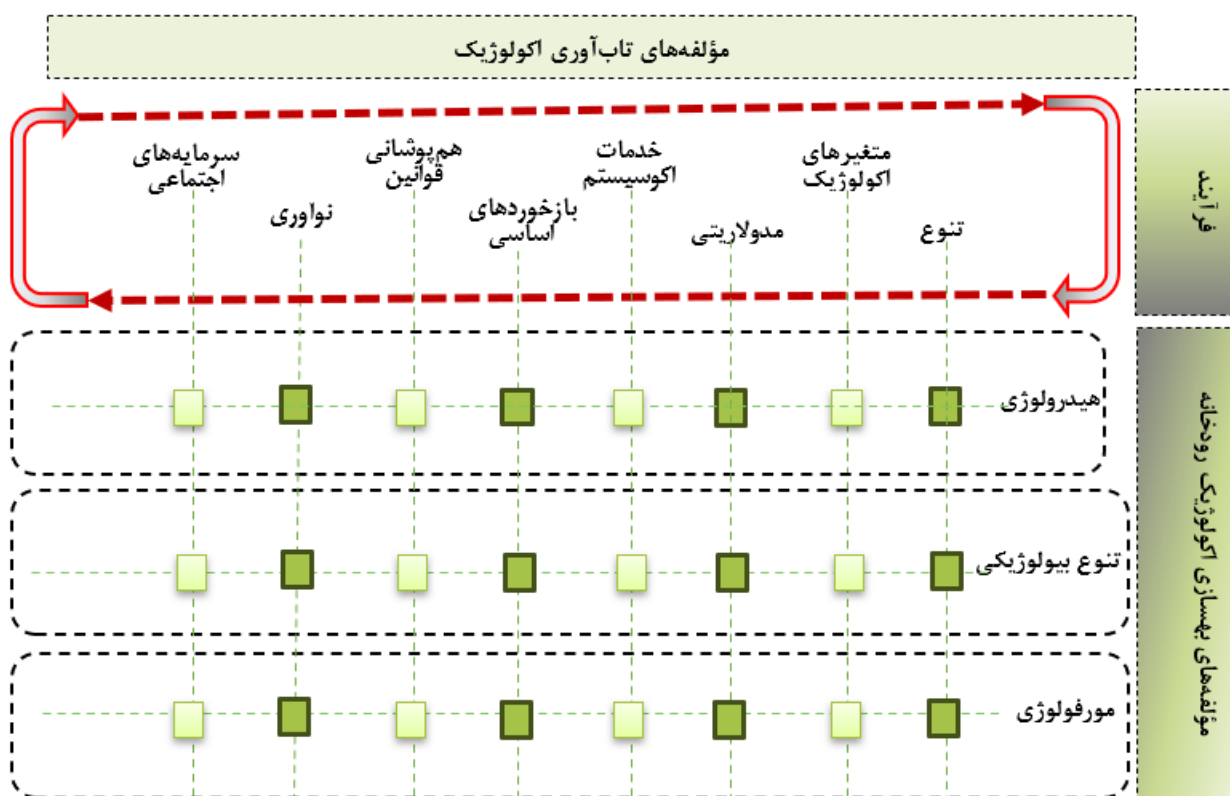 مؤلفه‌های تاب‌آوری اکولوژیک
فرآیند
متغیرهای
اکولوژیک
خدمات
اکوسیستم
هم‌پوشانی
قوانین
سرمایه‌های
اجتماعی
تنوع
مدولاریتی
بازخوردهای
اساسی
نواوری
مؤلفه‌های بهسازی اکولوژیک رودخانه
هیدرولوژی
تنوع بیولوژیکی
مورفولوژی